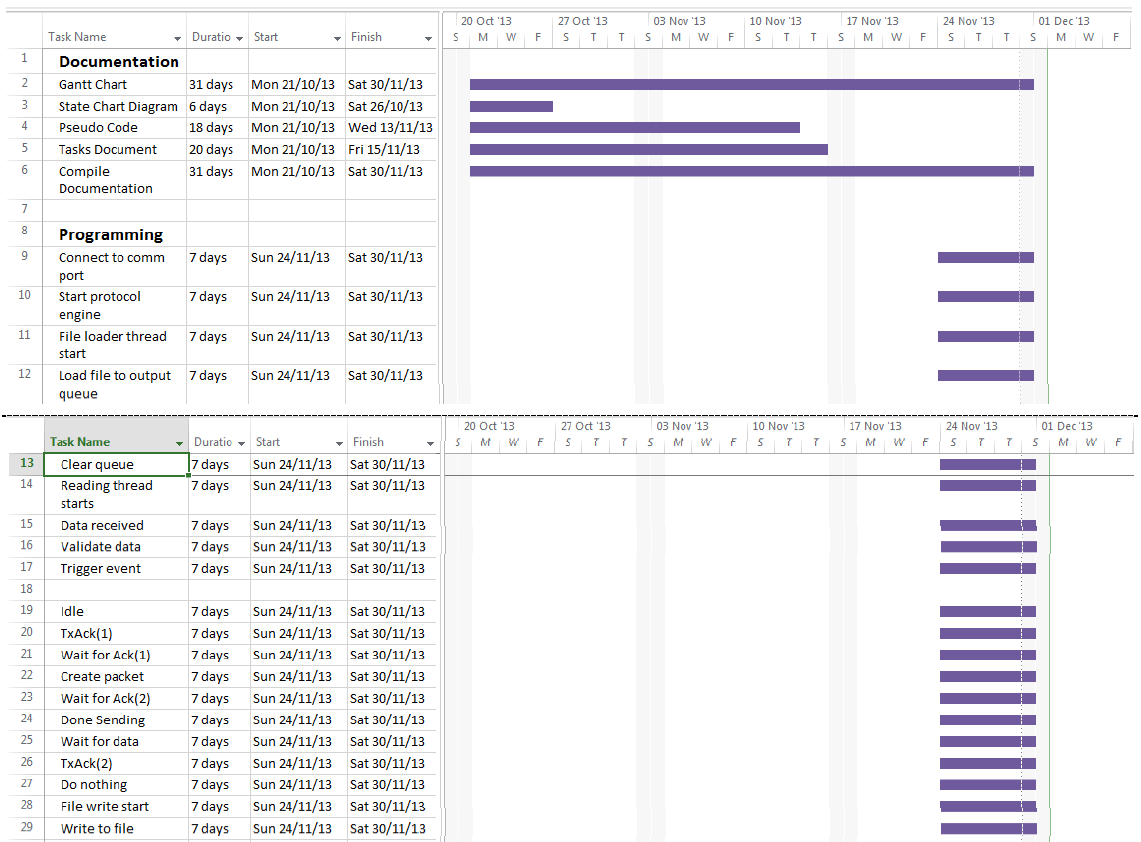 20 Oct '13 27 Oct '13 03 Nov '13 10 Nov '13 17 Nov '13 24 Nov '13 01 Dec '13
Task Name Duratio Start Finish S M W F S T T S M W F S T T S M W F S T T S M W F
1 Documentation
2 Gantt Chart 31 days Mon 21/10/13 Sat 30/11/13
3 State Chart Diagram 6 days Mon 21/10/13 Sat 26/10/13
4 Pseudo Code 18 days Mon 21/10/13 Wed 13/11/13
5 Tasks Document 20 days Mon 21/10/13 Fri 15/11/13
6 Compile 31 days Mon 21/10/13 Sat 30/11/13
Documentation
7
8 Programming
9 Connect to comm 7 days Sun 24/11/13 Sat 30/11/13
port
10 Start protocol 7 days Sun 24/11/13 Sat 30/11/13
engine
11 File loader thread 7 days Sun 24/11/13 Sat 30/11/13
start
12 Load file to output 7 days Sun 24/11/13 Sat 30/11/13
queue
20 Oct '13 27 Oct '13 03 Nov '13 10 Nov '13 17 Nov '13 24 Nov '13 01 Dec '13
Task Name Duratio Start Finish S M W F S T T S M W F S T T S M W F S T T S M W F
13 Clear queue 7 days Sun 24/11/13 Sat 30/11/13
14 Reading thread 7 days Sun 24/11/13 Sat 30/11/13
starts
15 Data received 7 days Sun 24/11/13 Sat 30/11/13
16 Validate data 7 days Sun 24/11/13 Sat 30/11/13
17 Trigger event 7 days Sun 24/11/13 Sat 30/11/13
18
19 Idle 7 days Sun 24/11/13 Sat 30/11/13
20 TxAck(1) 7 days Sun 24/11/13 Sat 30/11/13
21 Wait for Ack(1) 7 days Sun 24/11/13 Sat 30/11/13
22 Create packet 7 days Sun 24/11/13 Sat 30/11/13
23 Wait for Ack(2) 7 days Sun 24/11/13 Sat 30/11/13
24 Done Sending 7 days Sun 24/11/13 Sat 30/11/13
25 Wait for data 7 days Sun 24/11/13 Sat 30/11/13
26 TxAck(2) 7 days Sun 24/11/13 Sat 30/11/13
27 Do nothing 7 days Sun 24/11/13 Sat 30/11/13
28 File write start 7 days Sun 24/11/13 Sat 30/11/13
29 Write to file 7 days Sun 24/11/13 Sat 30/11/13